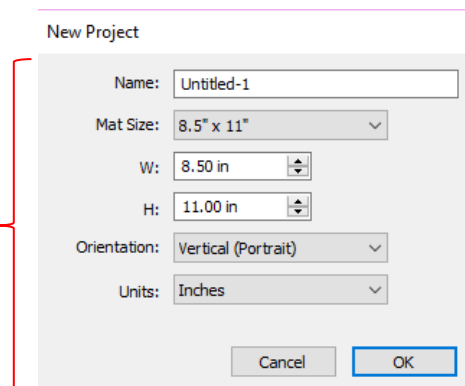 New Project
Name: Untitled-1
Mat Size: 8.5" x 11"
W: 8.50 in
H: 11.00 in
Orientation: Vertical (Portrait)
Units: Inches
Cancel OK